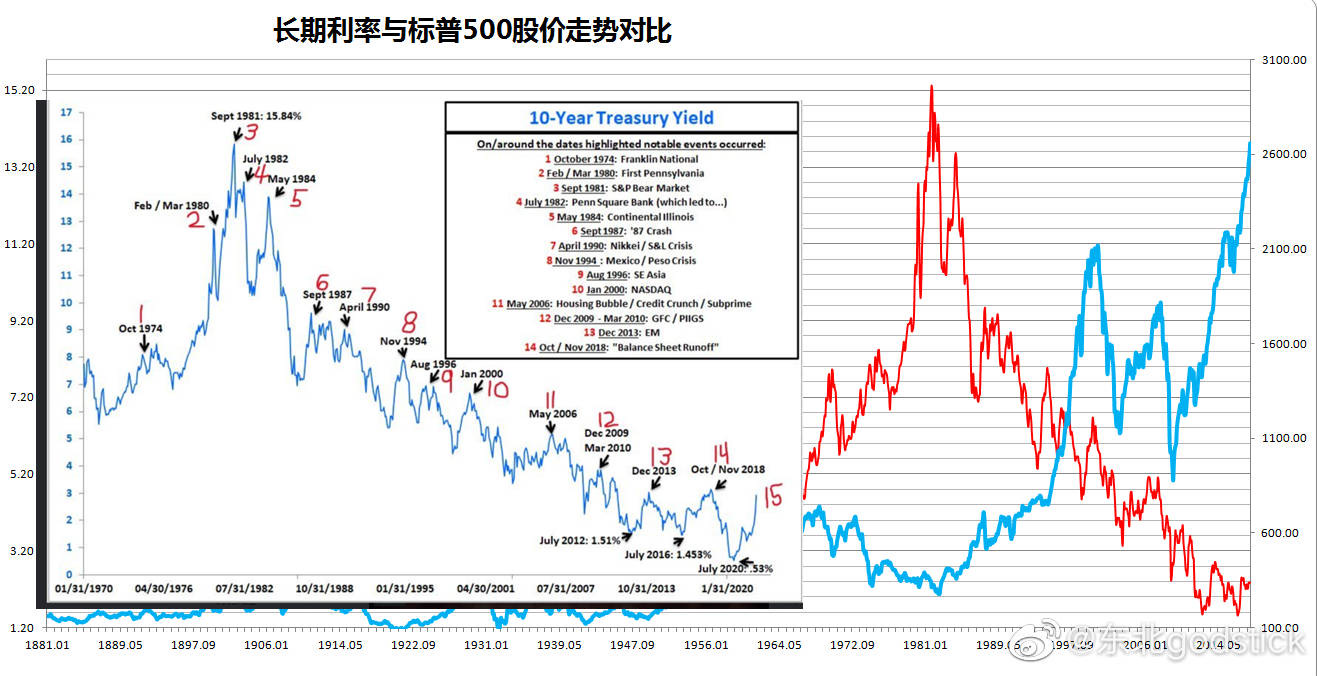 长期利率与标普500股价走势对比
3100.00
2600.00
2100.00
1600.00
1100.00
600.00
100.00
15.20
13.20
11.20
9.20
7.20
5.20
3.20
1.20
17
16
15
14
13
12
11
10
9
8
7
6
5
4
3
2
1
0
10-Year Treasury Yield
On/around the dates highlighted notable events occurred:
1 October 1974: Franklin National
2 Feb / Mar 1980: First Pennsylvania
3 Sept 1981: S&P Bear Market
4 July 1982: Penn Square Bank (which led to...)
5 May 1984: Continental Illinois
6 Sept 1987: '87 Crash
7 April 1990: Nikkei / S&L Crisis
8 Nov 1994 : Mexico / Peso Crisis
9 Aug 1996: SE Asia
10 Jan 2000: NASDAQ
11 May 2006: Housing Bubble / Credit Crunch / Subprime
12 Dec 2009 - Mar 2010: GFC / PIIGS
13 Dec 2013: EM
14 Oct / Nov 2018: "Balance Sheet Runoff"
1
Oct 1974
Feb / Mar 1980
2
Sept 1981: 15.84%
3
July 1982
4
May 1984
5
6
Sept 1987
7
April 1990
8
Nov 1994
Aug 1996
9
Jan 2000
10
11
May 2006
12
Dec 2009
Mar 2010
13
Dec 2013
14
Oct / Nov 2018
15
July 2012: 1.51%
July 2016: 1.453%
July 2020: .53%
01/31/1970 04/30/1976 07/31/1982 10/31/1988 01/31/1995 04/30/2001 07/31/2007 10/31/2013 1/31/2020
1881.01 1889.05 1897.09 1906.01 1914.05 1922.09 1931.01 1939.05 1947.09 1956.01 1964.05 1972.09 1981.01 1989.05 1997.09 2006.01 2014.05
@东北godstick